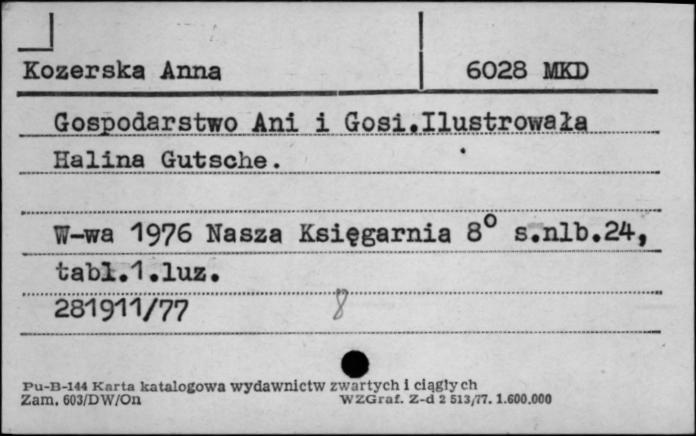 Kozerska Anna 6028 MKD
Gospodarstwo Ani i Gosi.Ilustrowała
Halina Gutsche.
W-wa 1976 Nasza Księgarnia 8° s.nlb.24,
tabl.1.luz.
281911/77 8
Pu-B-144 Karta katalogowa wydawnictw zwartych i ciągłych
Zam. 603/DW/On WZGraf. Z-d 2 513/77. 1.600.000